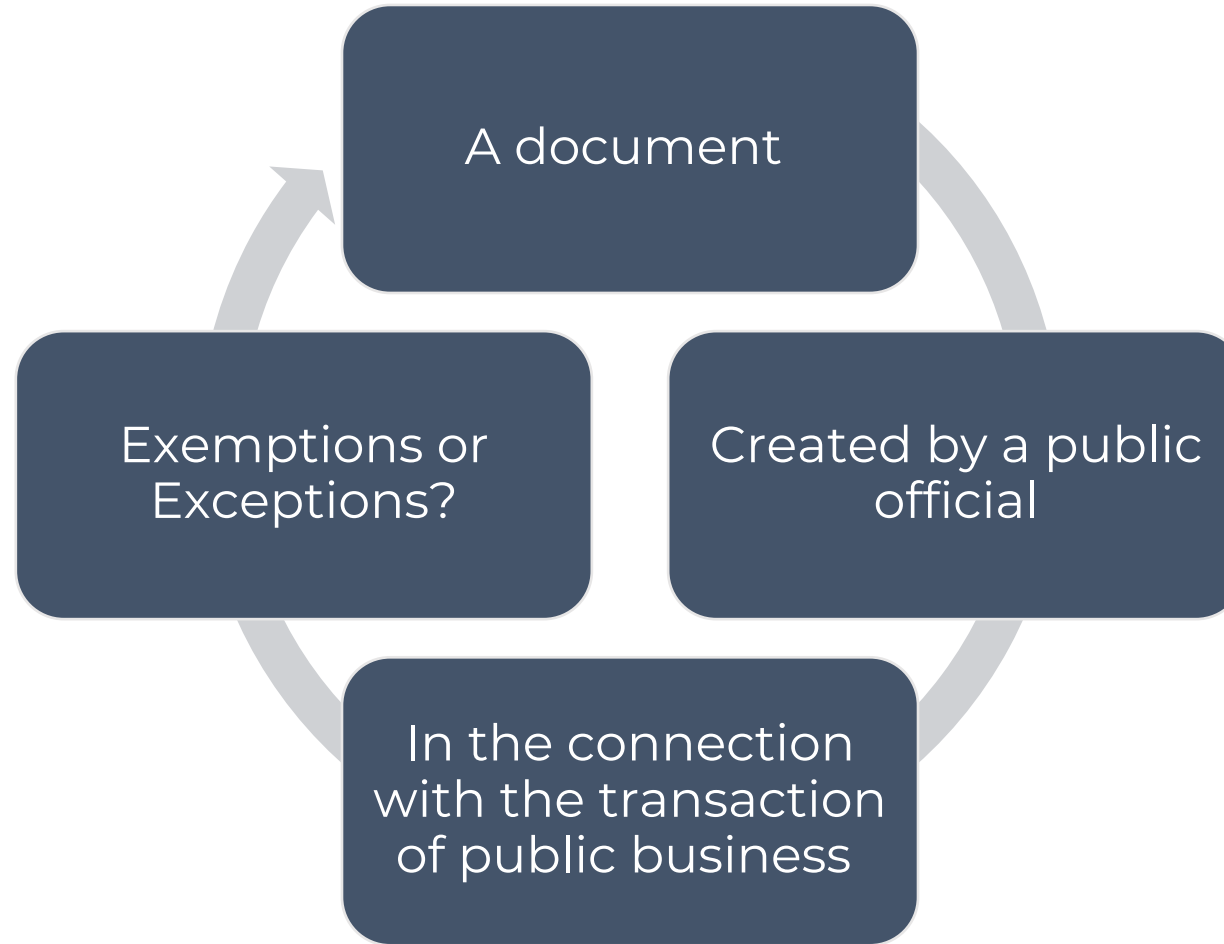 A document
Created by a public
official
In the connection
with the transaction
of public business
Exemptions or
Exceptions?